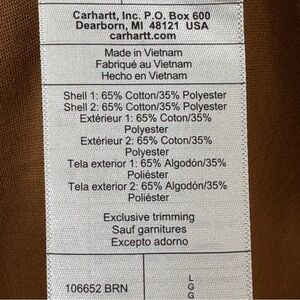 Carhartt, Inc. P.O. Box 600
Dearborn, MI 48121 USA
carhartt.com
Made in Vietnam
Fabriqué au Vietnam
Hecho en Vietnam
Shell 1: 65% Cotton/35% Polyester
Shell 2: 65% Cotton/35% Polyester
Extérieur 1: 65% Coton/35%
Polyester
Extérieur 2: 65% Coton/35%
Polyester
Tela exterior 1: 65% Algodón/35%
Poliéster
Tela exterior 2: 65% Algodón/35%
Poliéster
Exclusive trimming
Sauf garnitures
Excepto adorno
106652 BRN
L
G
G